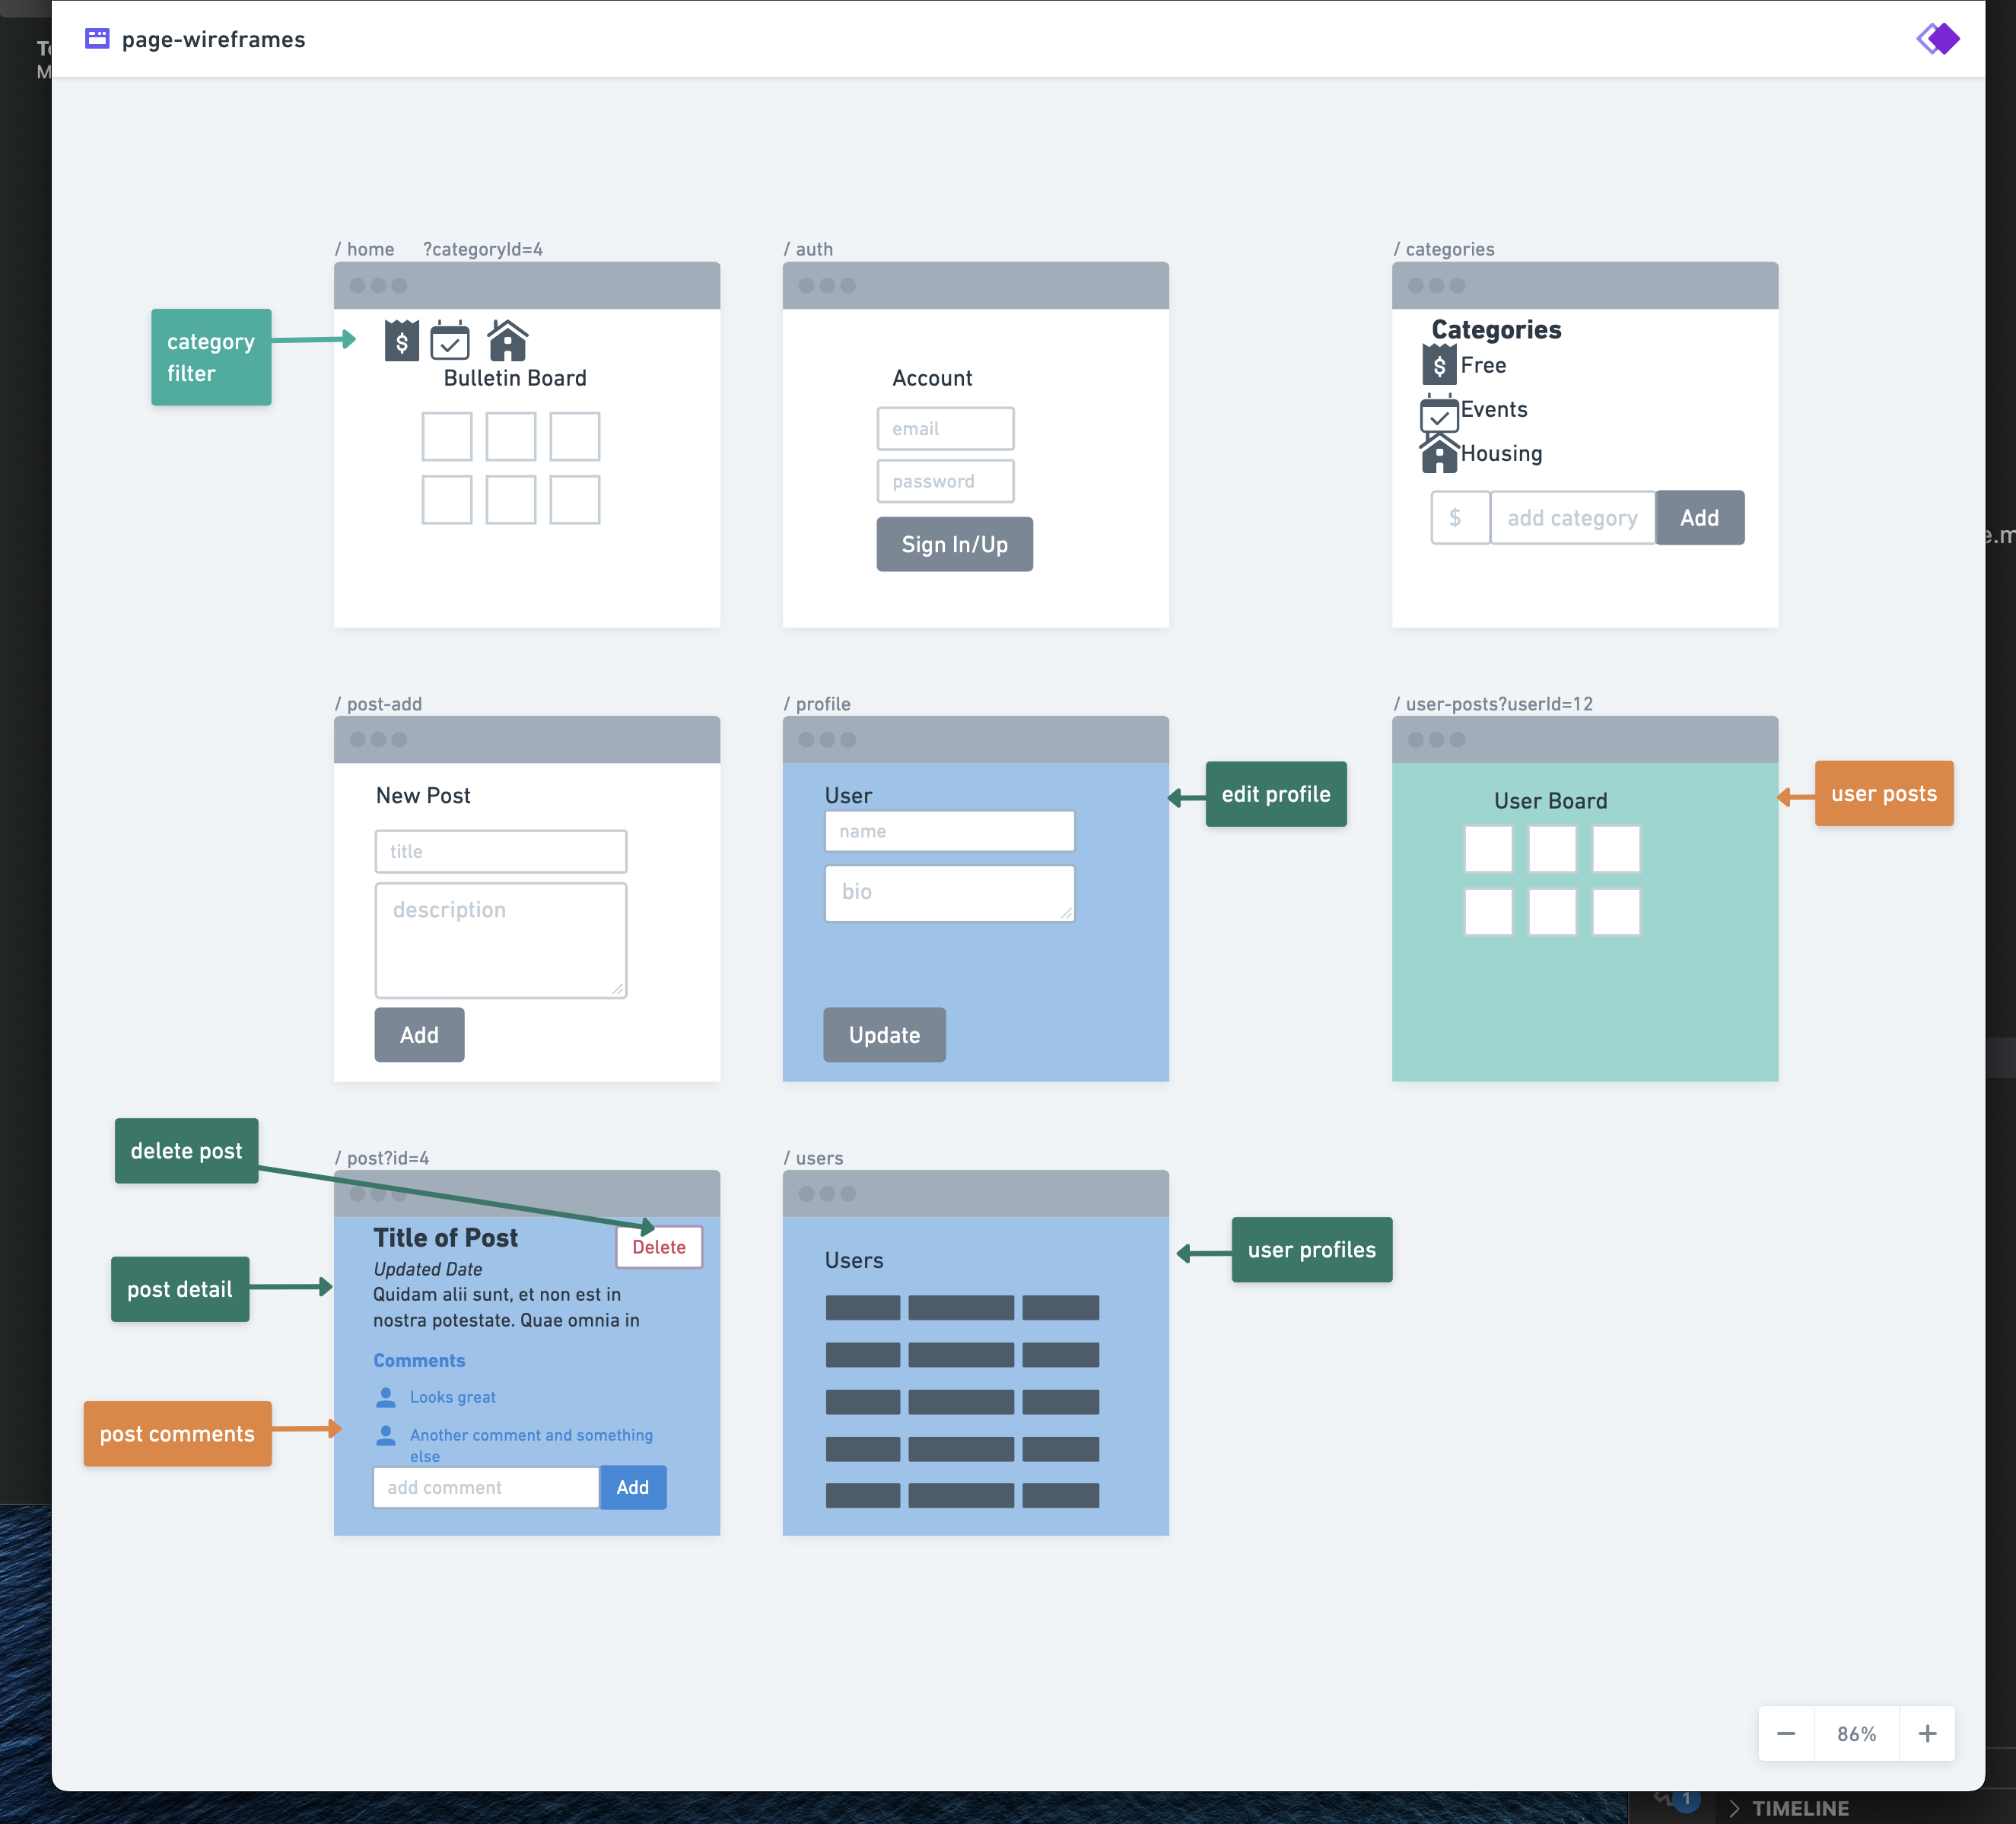 page-wireframes
/ home ?categoryId=4
category
filter
$
Bulletin Board
/ auth
Account
email
password
Sign In/Up
/ categories
Categories
$ Free
Events
Housing
$ add category Add
/ post-add
New Post
title
description
Add
/ profile
User
name
bio
Update
edit profile
/ user-posts?userId=12
User Board
user posts
delete post
post detail
post comments
/ post?id=4
Title of Post
Delete
Updated Date
Quidam alii sunt, et non est in
nostra potestate. Quae omnia in
Comments
Looks great
Another comment and something
else
add comment Add
/ users
Users
user profiles
86%
1
TIMELINE